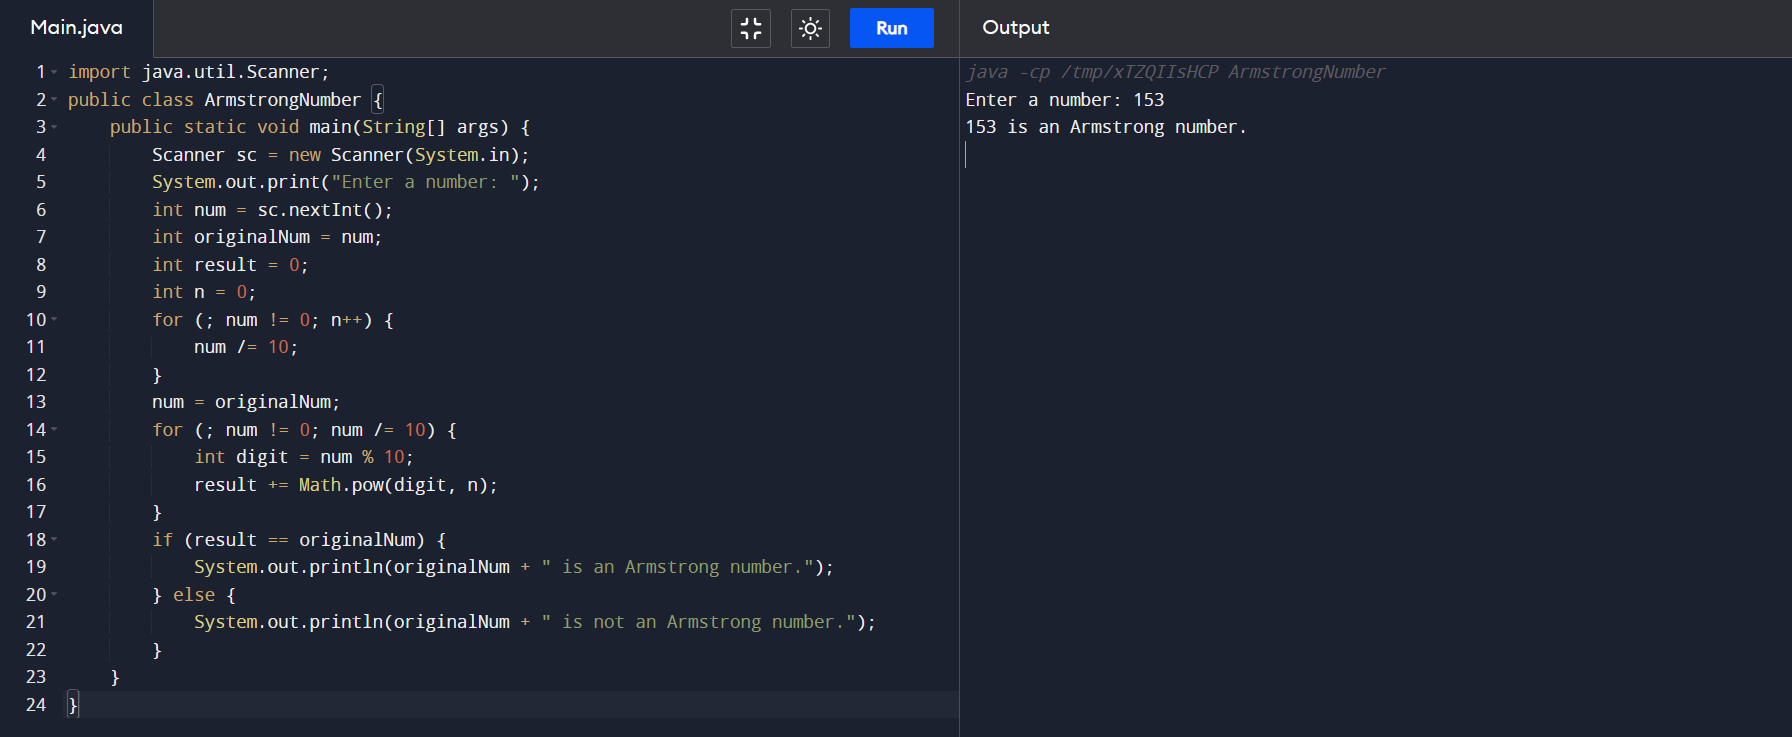 Main.java
Run
Output
1 import java.util.Scanner;
2 public class ArmstrongNumber {
3     public static void main(String[] args) {
4         Scanner sc = new Scanner(System.in);
5         System.out.print("Enter a number: ");
6         int num = sc.nextInt();
7         int originalNum = num;
8         int result = 0;
9         int n = 0;
10         for (; num != 0; n++) {
11             num /= 10;
12         }
13         num = originalNum;
14         for (; num != 0; num /= 10) {
15             int digit = num % 10;
16             result += Math.pow(digit, n);
17         }
18         if (result == originalNum) {
19             System.out.println(originalNum + " is an Armstrong number.");
20         } else {
21             System.out.println(originalNum + " is not an Armstrong number.");
22         }
23     }
24 }
java -cp /tmp/xTZQIIsHCP ArmstrongNumber
Enter a number: 153
153 is an Armstrong number.